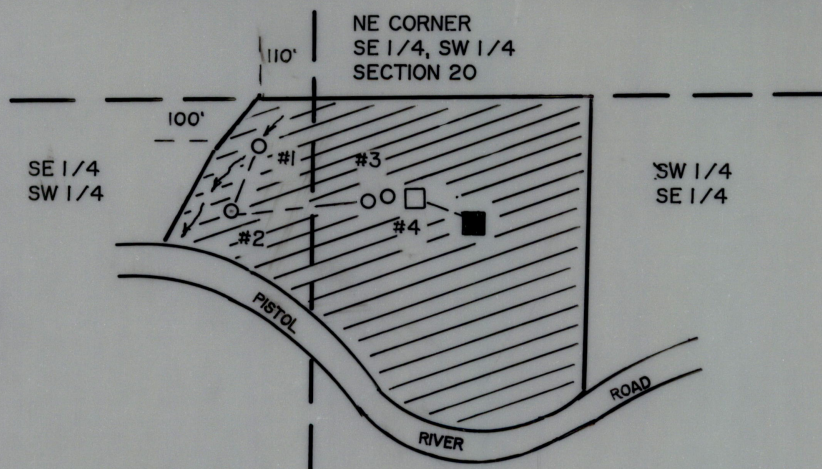 NE CORNER
SE 1/4, SW 1/4
SECTION 20
110'
100'
SE 1/4
SW 1/4
SW 1/4
SE 1/4
#1
#3
#2
#4
PISTOL
RIVER
ROAD